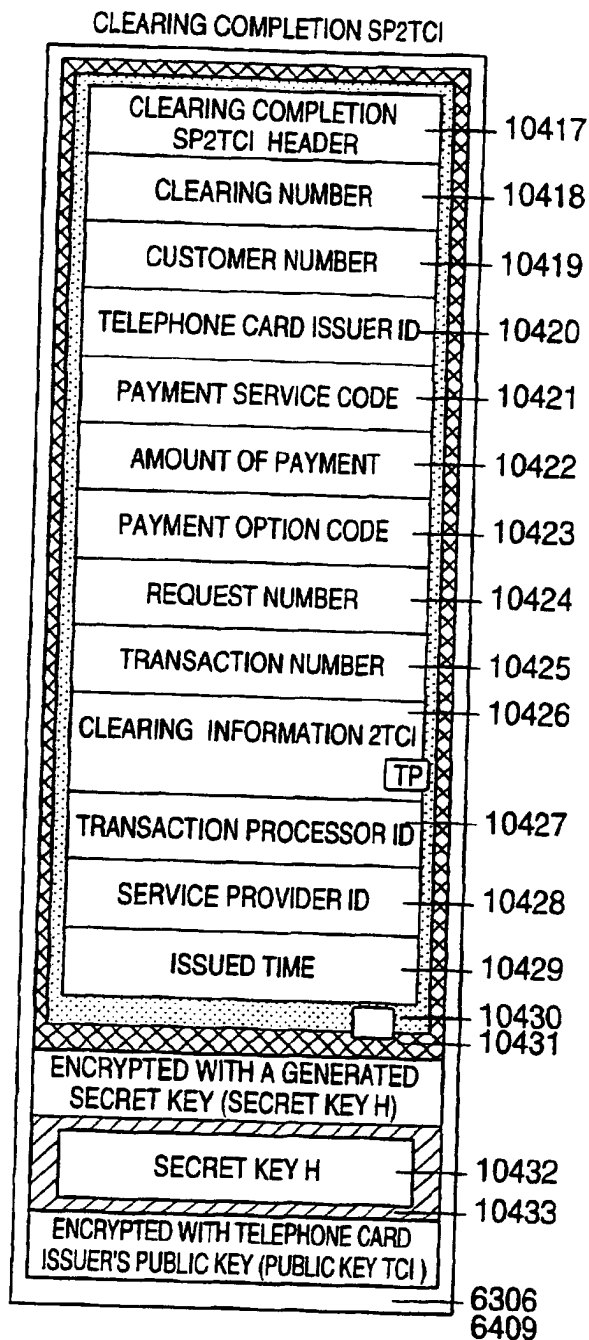 CLEARING COMPLETION SP2TCI
CLEARING COMPLETION
SP2TCI HEADER
10417
CLEARING NUMBER
10418
CUSTOMER NUMBER
10419
TELEPHONE CARD ISSUER ID
10420
PAYMENT SERVICE CODE
10421
AMOUNT OF PAYMENT
10422
PAYMENT OPTION CODE
10423
REQUEST NUMBER
10424
TRANSACTION NUMBER
10425
10426
CLEARING INFORMATION 2TCI
TP
TRANSACTION PROCESSOR ID
10427
SERVICE PROVIDER ID
10428
ISSUED TIME
10429
10430
10431
ENCRYPTED WITH A GENERATED
SECRET KEY (SECRET KEY H)
SECRET KEY H
10432
10433
ENCRYPTED WITH TELEPHONE CARD
ISSUER'S PUBLIC KEY (PUBLIC KEY TCI )
6306
6409